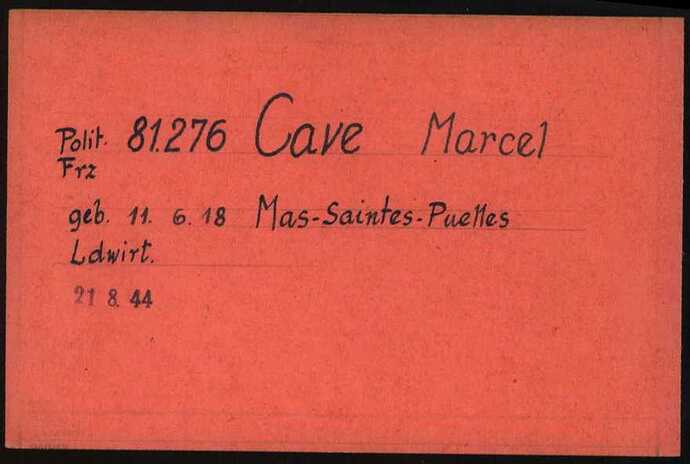 Polit. 81.276 Cave Marcel
Frz
geb. 11. 6. 18 Mas-Saintes-Puelles
Ldwirt.
21 8. 44